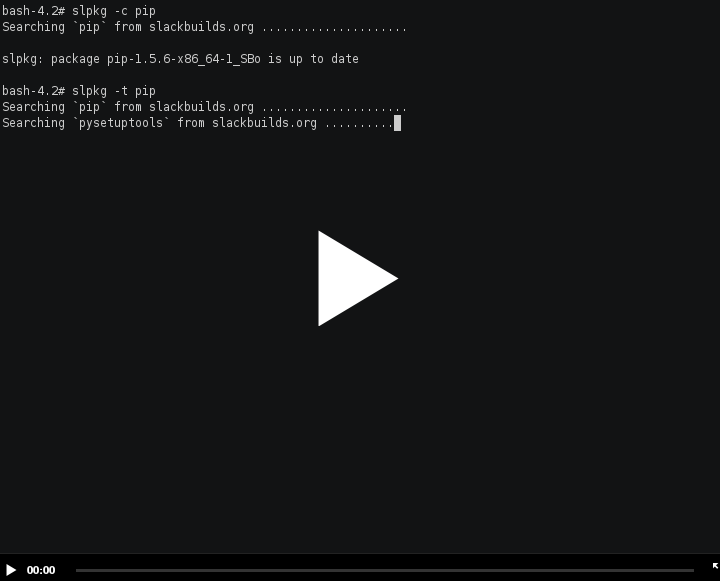 bash-4.2# slpkg -c pip
Searching `pip` from slackbuilds.org .....................
slpkg: package pip-1.5.6-x86_64-1_SBo is up to date
bash-4.2# slpkg -t pip
Searching `pip` from slackbuilds.org .....................
Searching `pysetuptools` from slackbuilds.org ..........
00:00